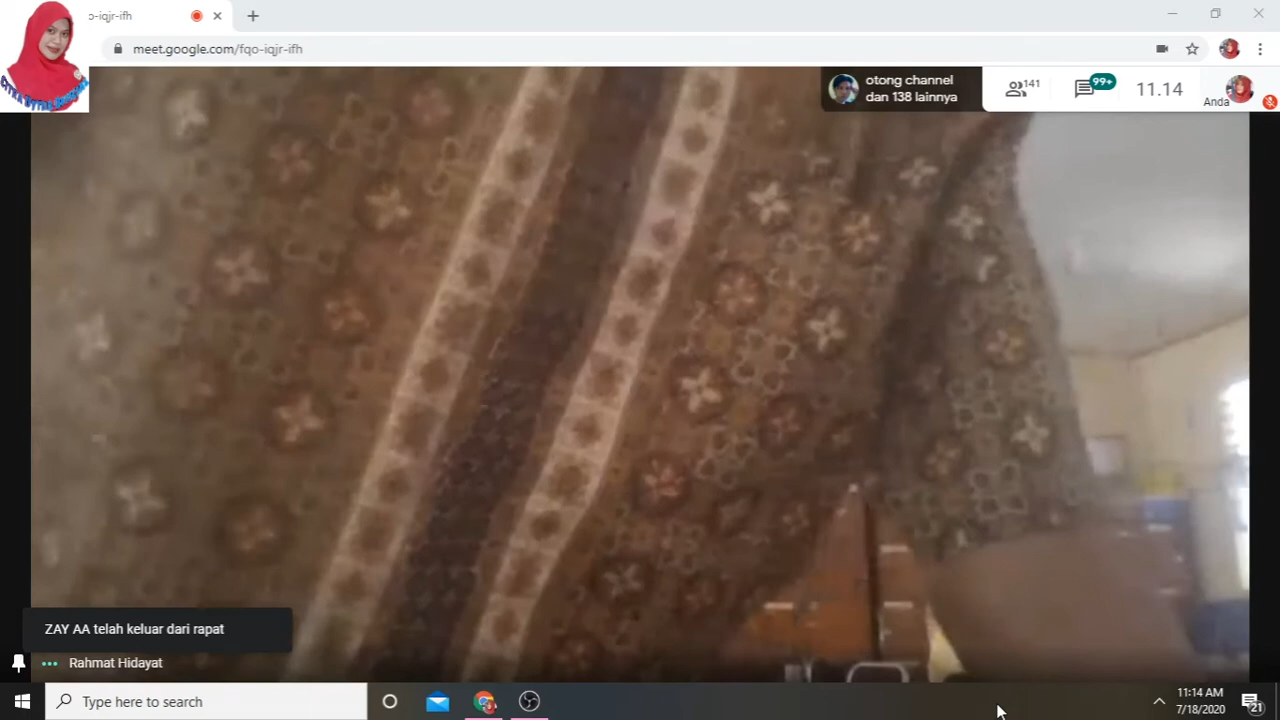 o-iqjr-ifh
meet.google.com/fqo-iqjr-ifh
otong channel
dan 138 lainnya
141
99+
11.14
Anda
ZAY AA telah keluar dari rapat
Rahmat Hidayat
Type here to search
11:14 AM
7/18/2020
21